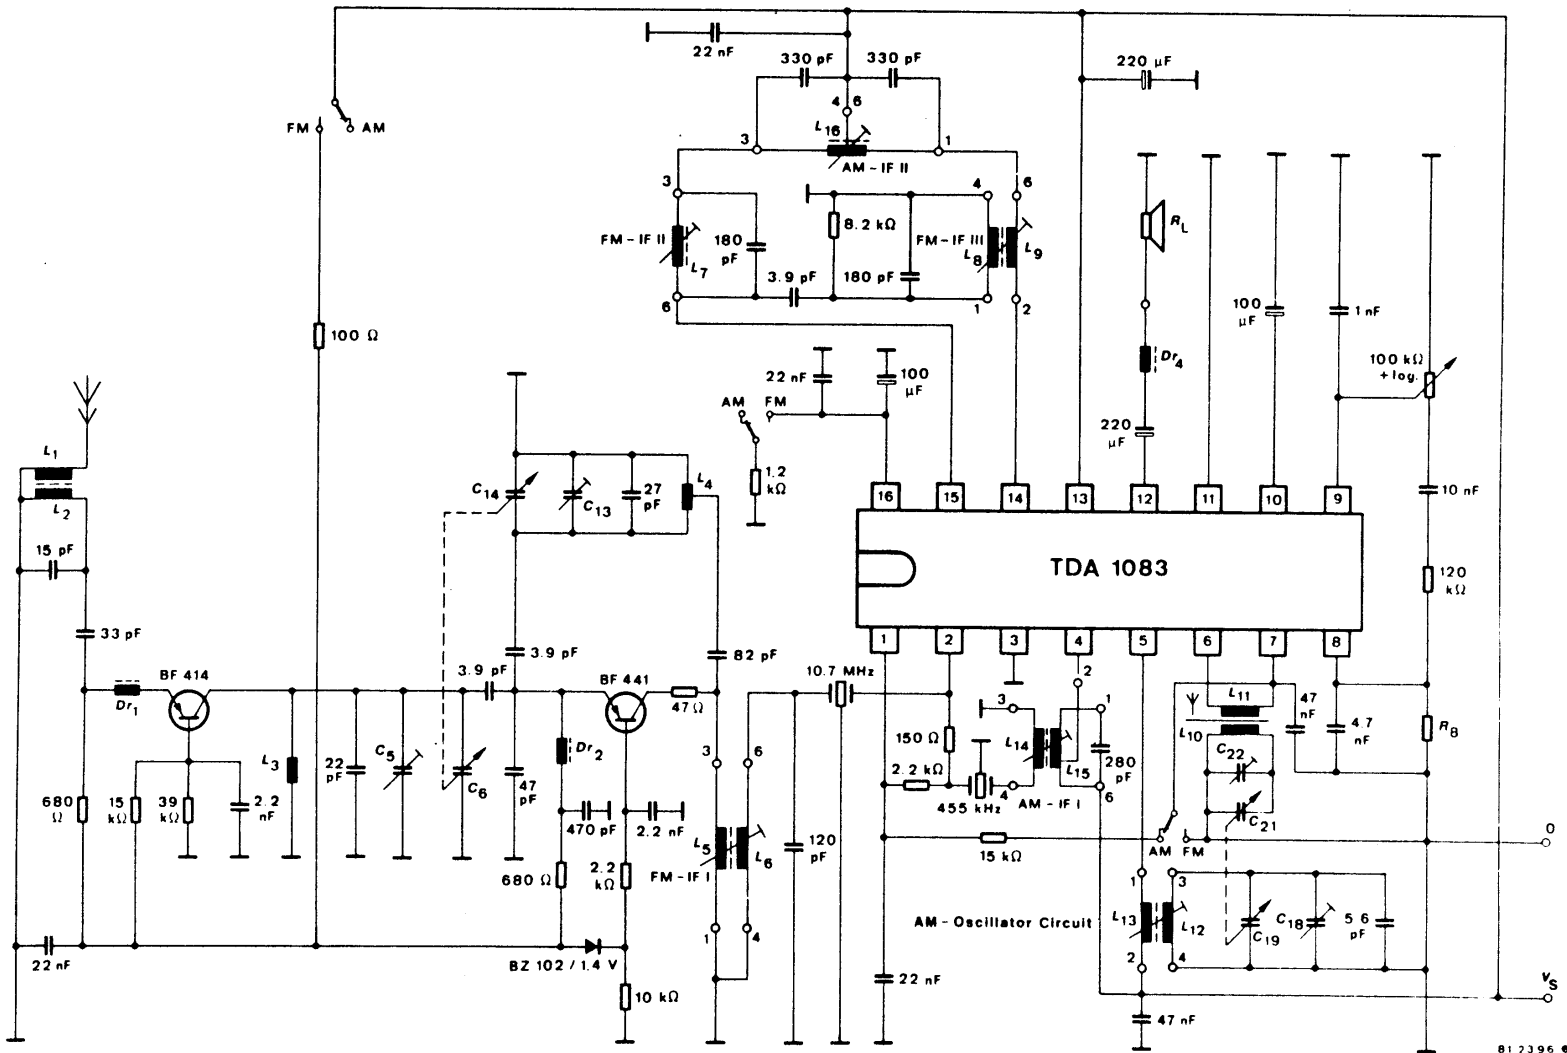 22 nF
330 pF
330 pF
220 µF
FM
AM
4
6
L16
3
1
AM-IF II
3
4
6
FM-IF II
180
pF
L7
8.2 kΩ
FM-IF III
L8
L9
RL
3.9 pF
180 pF
6
1
2
100
µF
1 nF
100 Ω
22 nF
100
µF
Dr4
100 kΩ
+log.
AM
FM
220
µF
L1
L2
1.2
kΩ
C14
C13
27
pF
L4
16
15
14
13
12
11
10
9
10 nF
15 pF
TDA 1083
120
kΩ
33 pF
1
2
3
4
5
6
7
8
3.9 pF
3.9 pF
82 pF
BF 414
BF 441
10.7 MHz
2
Dr1
47 Ω
3
1
L11
47
nF
L10
4.7
nF
R8
L3
22
pF
C5
C6
47
pF
Dr2
3
6
150 Ω
L14
L15
280
pF
C22
2.2 kΩ
4
6
455 kHz
AM-IF I
C21
680
Ω
15
kΩ
39
kΩ
2.2
nF
470 pF
2.2 nF
L5
L6
120
pF
15 kΩ
AM
FM
0
680 Ω
2.2
kΩ
FM-IF I
1
3
AM-Oscillator Circuit
L13
L12
C19
C18
56
pF
1
4
2
4
22 nF
BZ 102 / 1.4 V
10 kΩ
22 nF
VS
47 nF